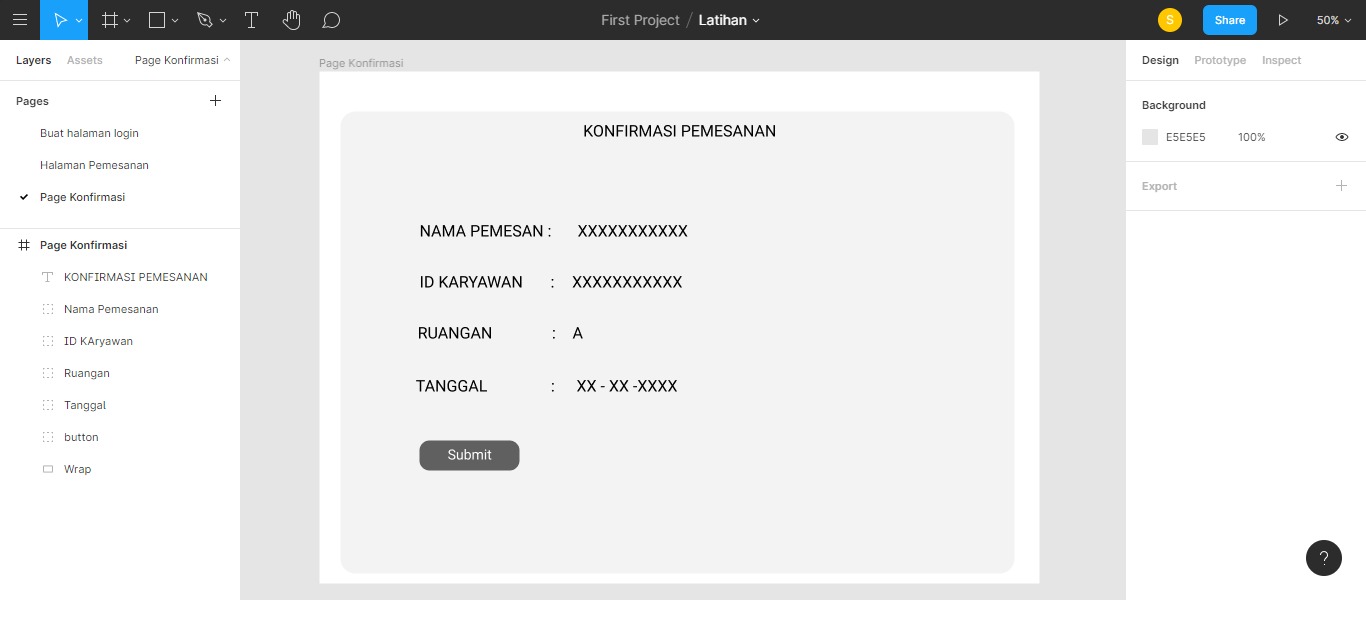 First Project / Latihan
S
Share
50%
Layers Assets Page Konfirmasi
Pages
Buat halaman login
Halaman Pemesanan
Page Konfirmasi
Page Konfirmasi
KONFIRMASI PEMESANAN
Nama Pemesanan
ID KAryawan
Ruangan
Tanggal
button
Wrap
Page Konfirmasi
KONFIRMASI PEMESANAN
NAMA PEMESAN : XXXXXXXXXXX
ID KARYAWAN : XXXXXXXXXXX
RUANGAN : A
TANGGAL : XX - XX -XXXX
Submit
Design Prototype Inspect
Background
E5E5E5 100%
Export
?